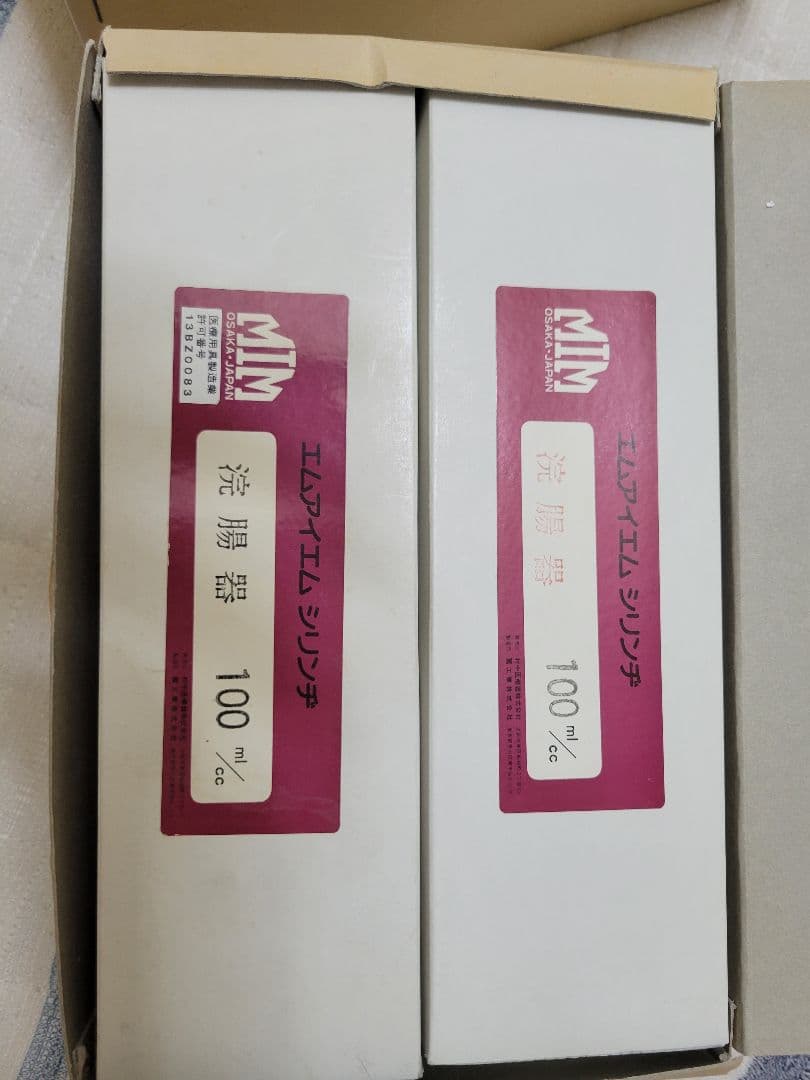 MIM
OSAKA・JAPAN
医療用具製造業
許可番号
13BZ0083
エムアイエム シリンヂ
浣腸器 100 ml/cc
MIM
OSAKA・JAPAN
エムアイエム シリンヂ
浣腸器 100 ml/cc